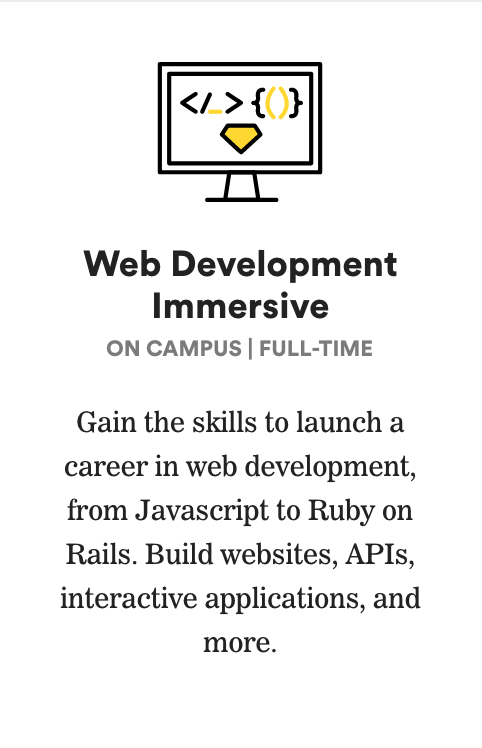 </_> {()}
Web Development
Immersive
ON CAMPUS | FULL-TIME
Gain the skills to launch a
career in web development,
from Javascript to Ruby on
Rails. Build websites, APIs,
interactive applications, and
more.